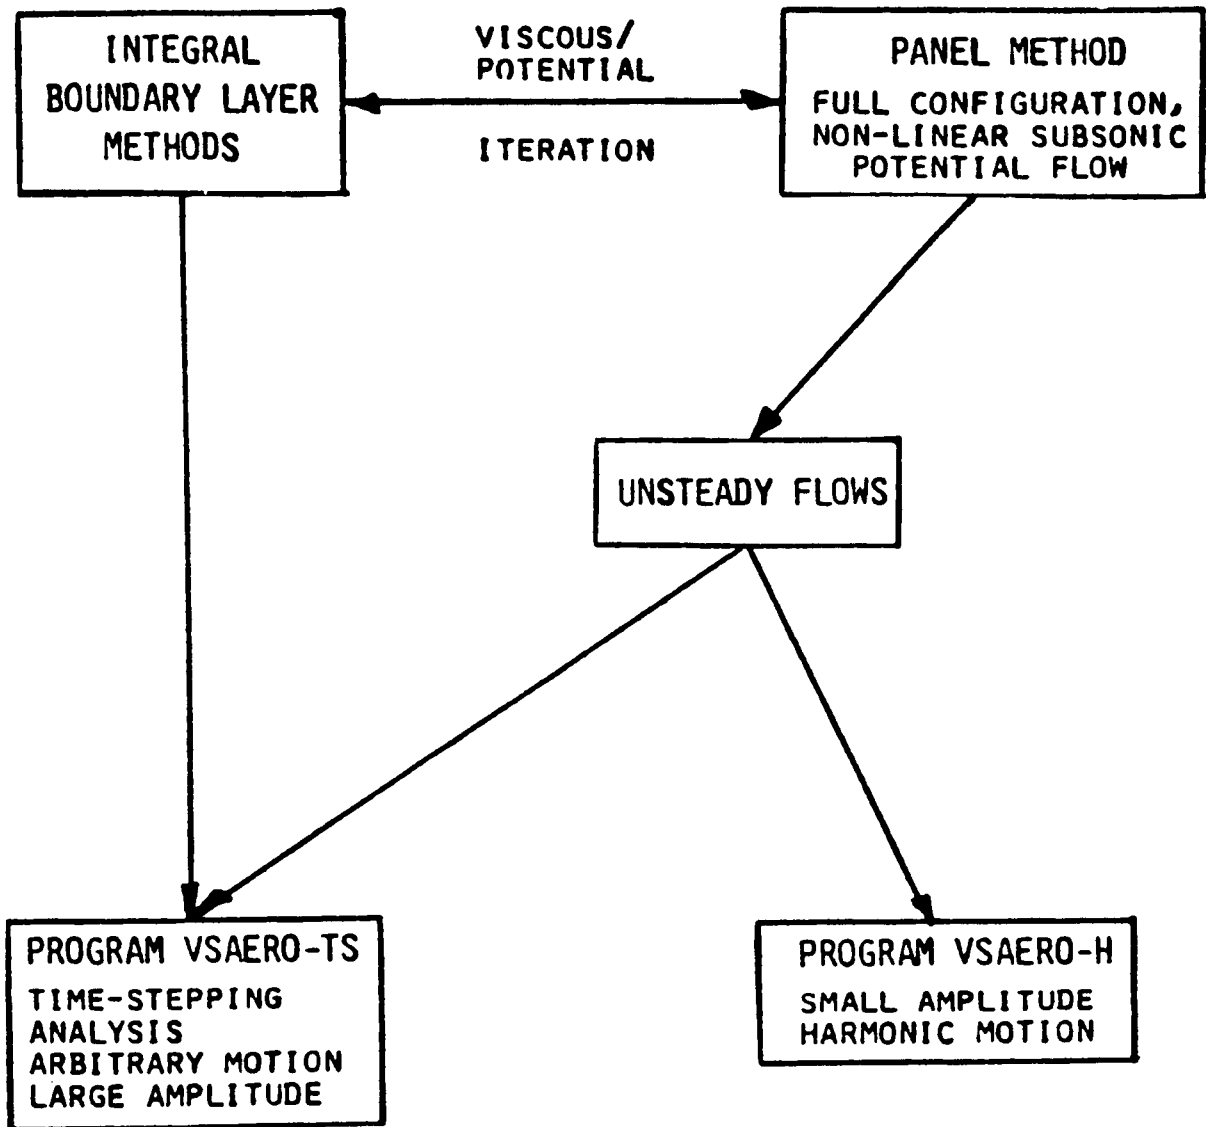 INTEGRAL
BOUNDARY LAYER
METHODS
VISCOUS/
POTENTIAL
ITERATION
PANEL METHOD
FULL CONFIGURATION,
NON-LINEAR SUBSONIC
POTENTIAL FLOW
UNSTEADY FLOWS
PROGRAM VSAERO-TS
TIME-STEPPING
ANALYSIS
ARBITRARY MOTION
LARGE AMPLITUDE
PROGRAM VSAERO-H
SMALL AMPLITUDE
HARMONIC MOTION